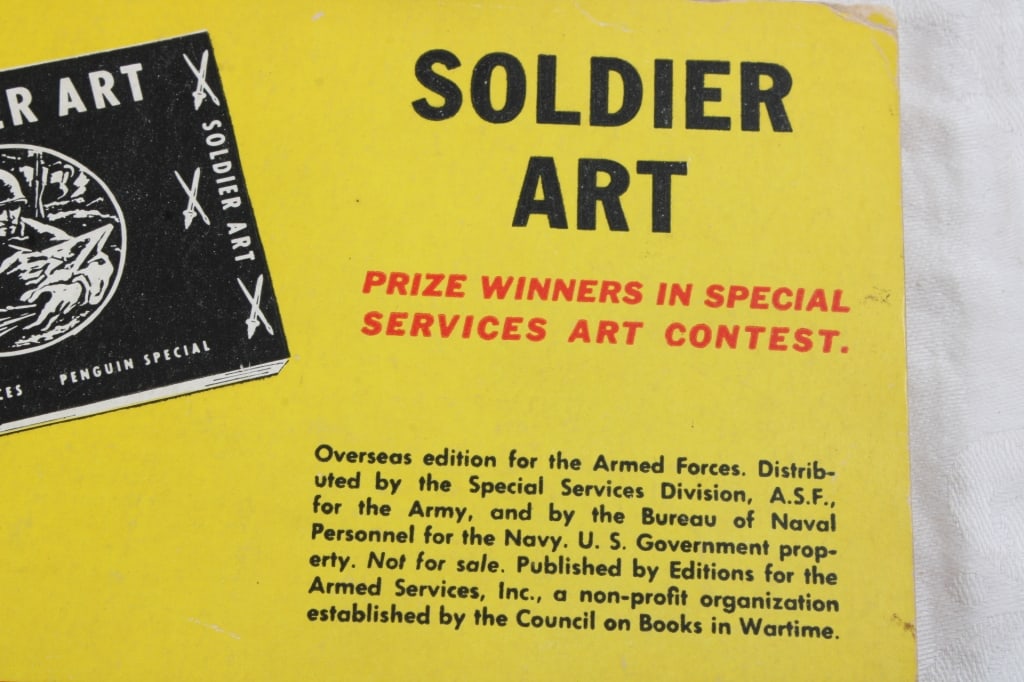 SOLDIER
ART
PRIZE WINNERS IN SPECIAL
SERVICES ART CONTEST.
ER ART
SOLDIER ART
CES PENGUIN SPECIAL
Overseas edition for the Armed Forces. Distrib-
uted by the Special Services Division, A.S.F.,
for the Army, and by the Bureau of Naval
Personnel for the Navy. U. S. Government prop-
erty. Not for sale. Published by Editions for the
Armed Services, Inc., a non-profit organization
established by the Council on Books in Wartime.